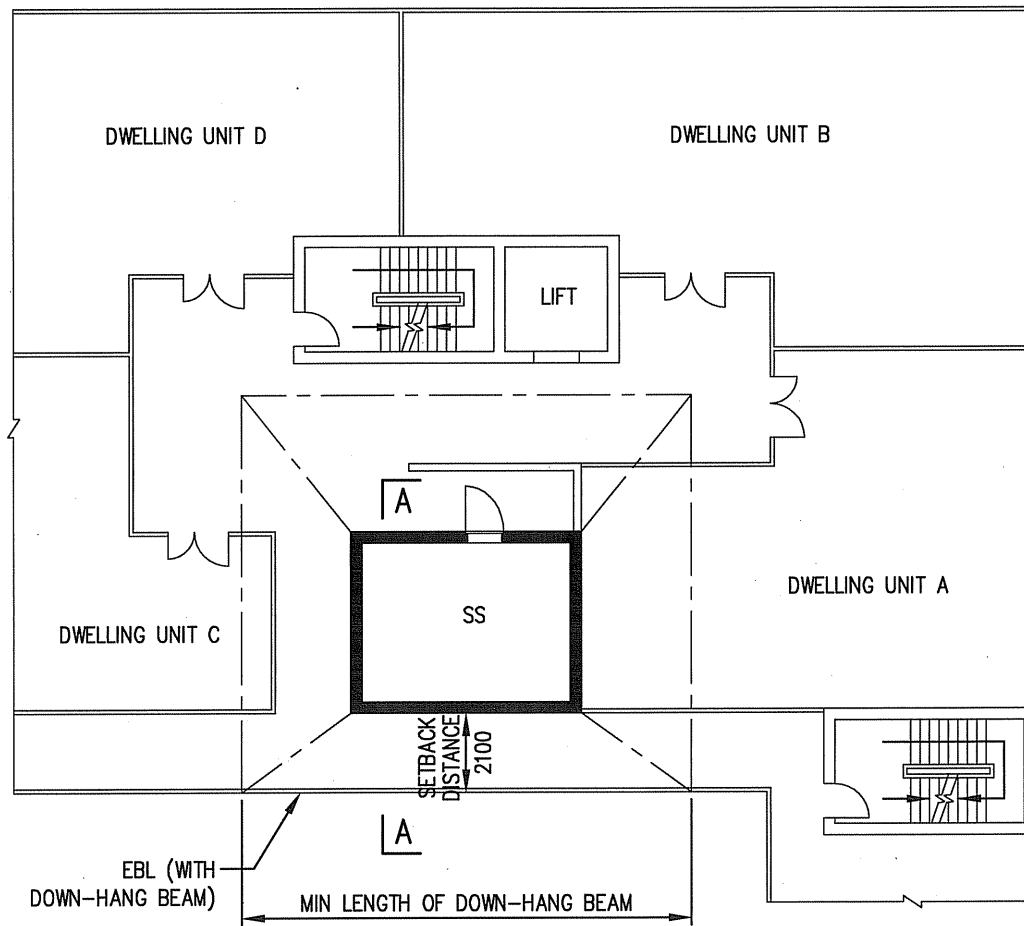 DWELLING UNIT D
DWELLING UNIT B
LIFT
A
DWELLING UNIT A
SS
DWELLING UNIT C
SETBACK
DISTANCE
2100
A
EBL (WITH
DOWN-HANG BEAM)
MIN LENGTH OF DOWN-HANG BEAM